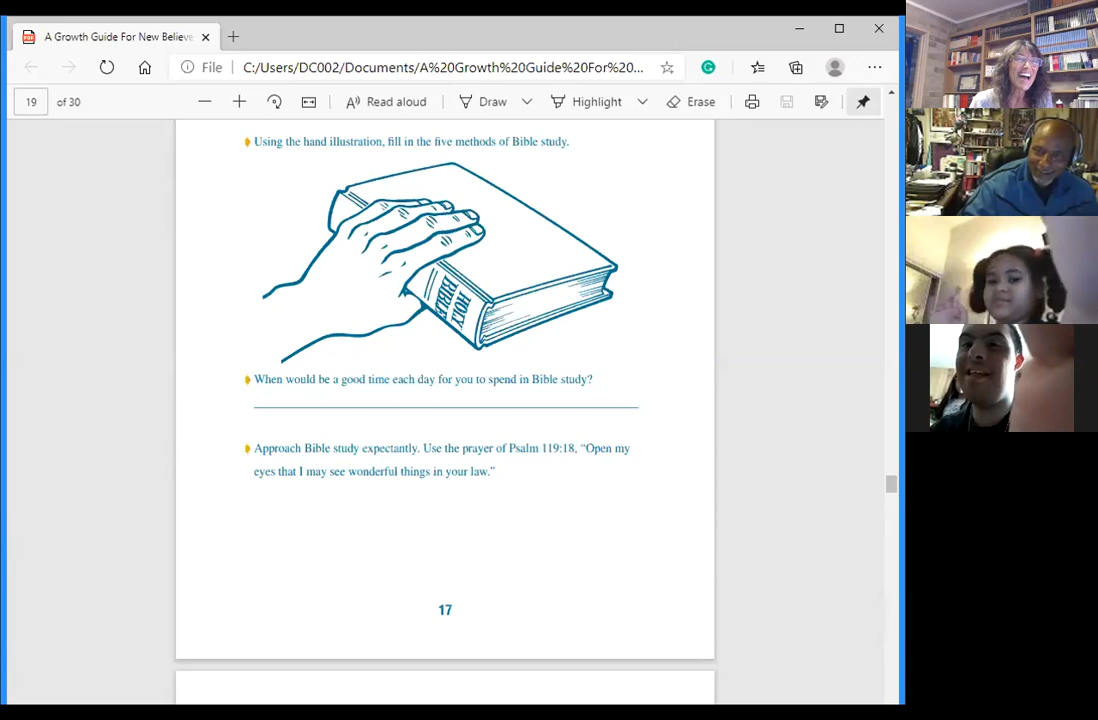 A Growth Guide For New Believe
File
C:/Users/DC002/Documents/A%20Growth%20Guide%20For%20...
19 of 30
Read aloud
Draw
Highlight
Erase
Using the hand illustration, fill in the five methods of Bible study.
HOLY
BIBLE
When would be a good time each day for you to spend in Bible study?
Approach Bible study expectantly. Use the prayer of Psalm 119:18, “Open my
eyes that I may see wonderful things in your law.”
17